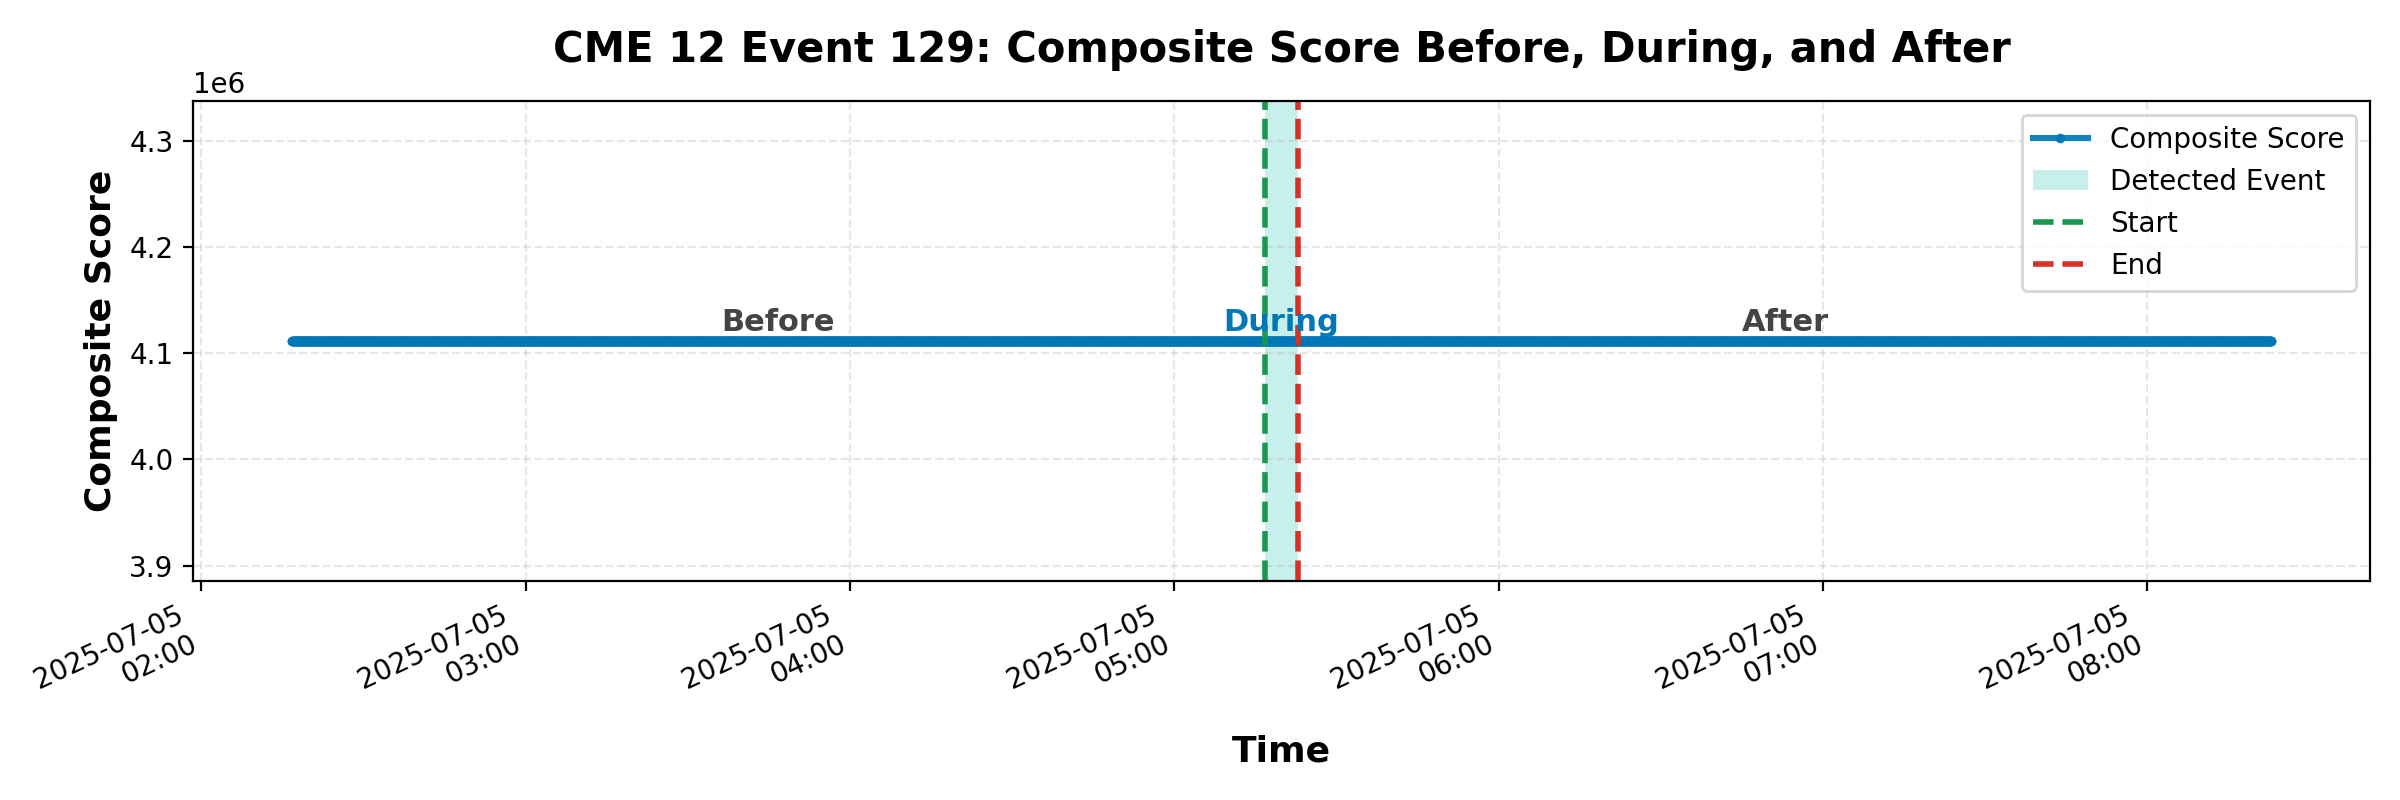 CME 12 Event 129: Composite Score Before, During, and After
1e6
4.3
4.2
4.1
4.0
3.9
Composite Score
Before
During
After
Composite Score
Detected Event
Start
End
2025-07-05
02:00
2025-07-05
03:00
2025-07-05
04:00
2025-07-05
05:00
2025-07-05
06:00
2025-07-05
07:00
2025-07-05
08:00
Time